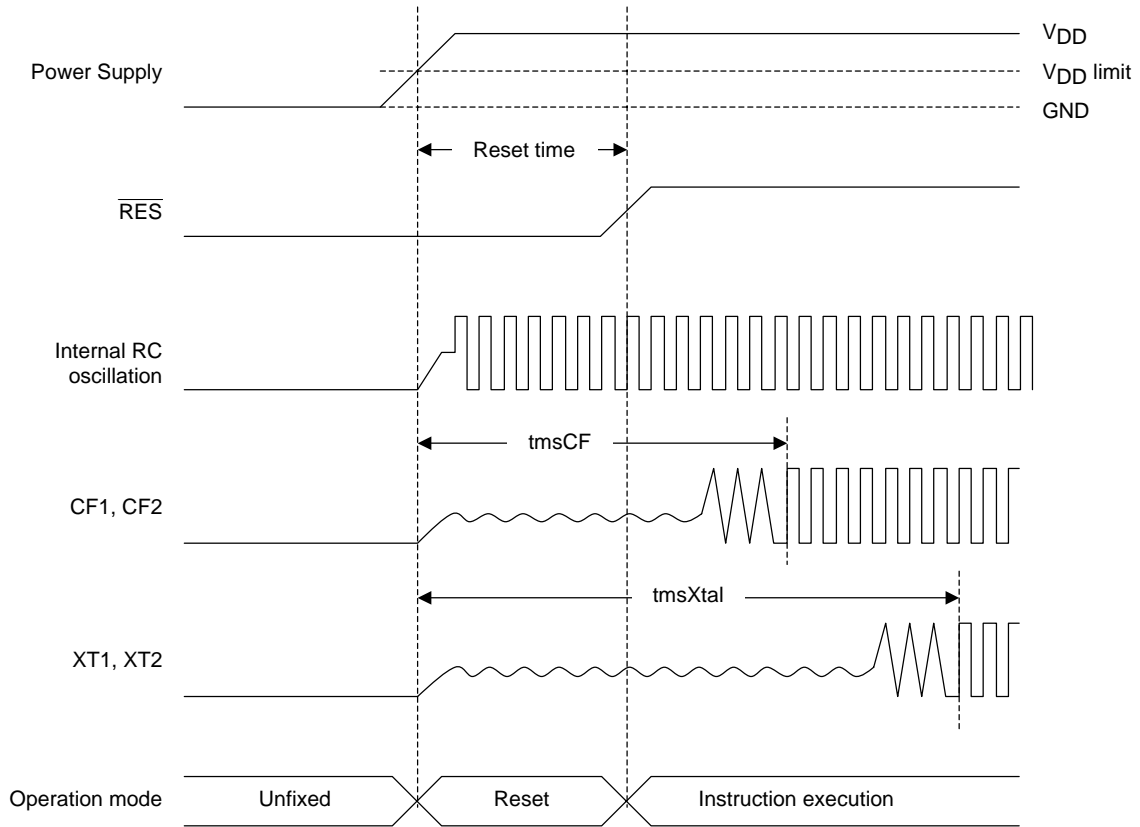 VDD
Power Supply
VDD limit
GND
Reset time
RES
Internal RC
oscillation
tmsCF
CF1, CF2
tmsXtal
XT1, XT2
Operation mode
Unfixed
Reset
Instruction execution